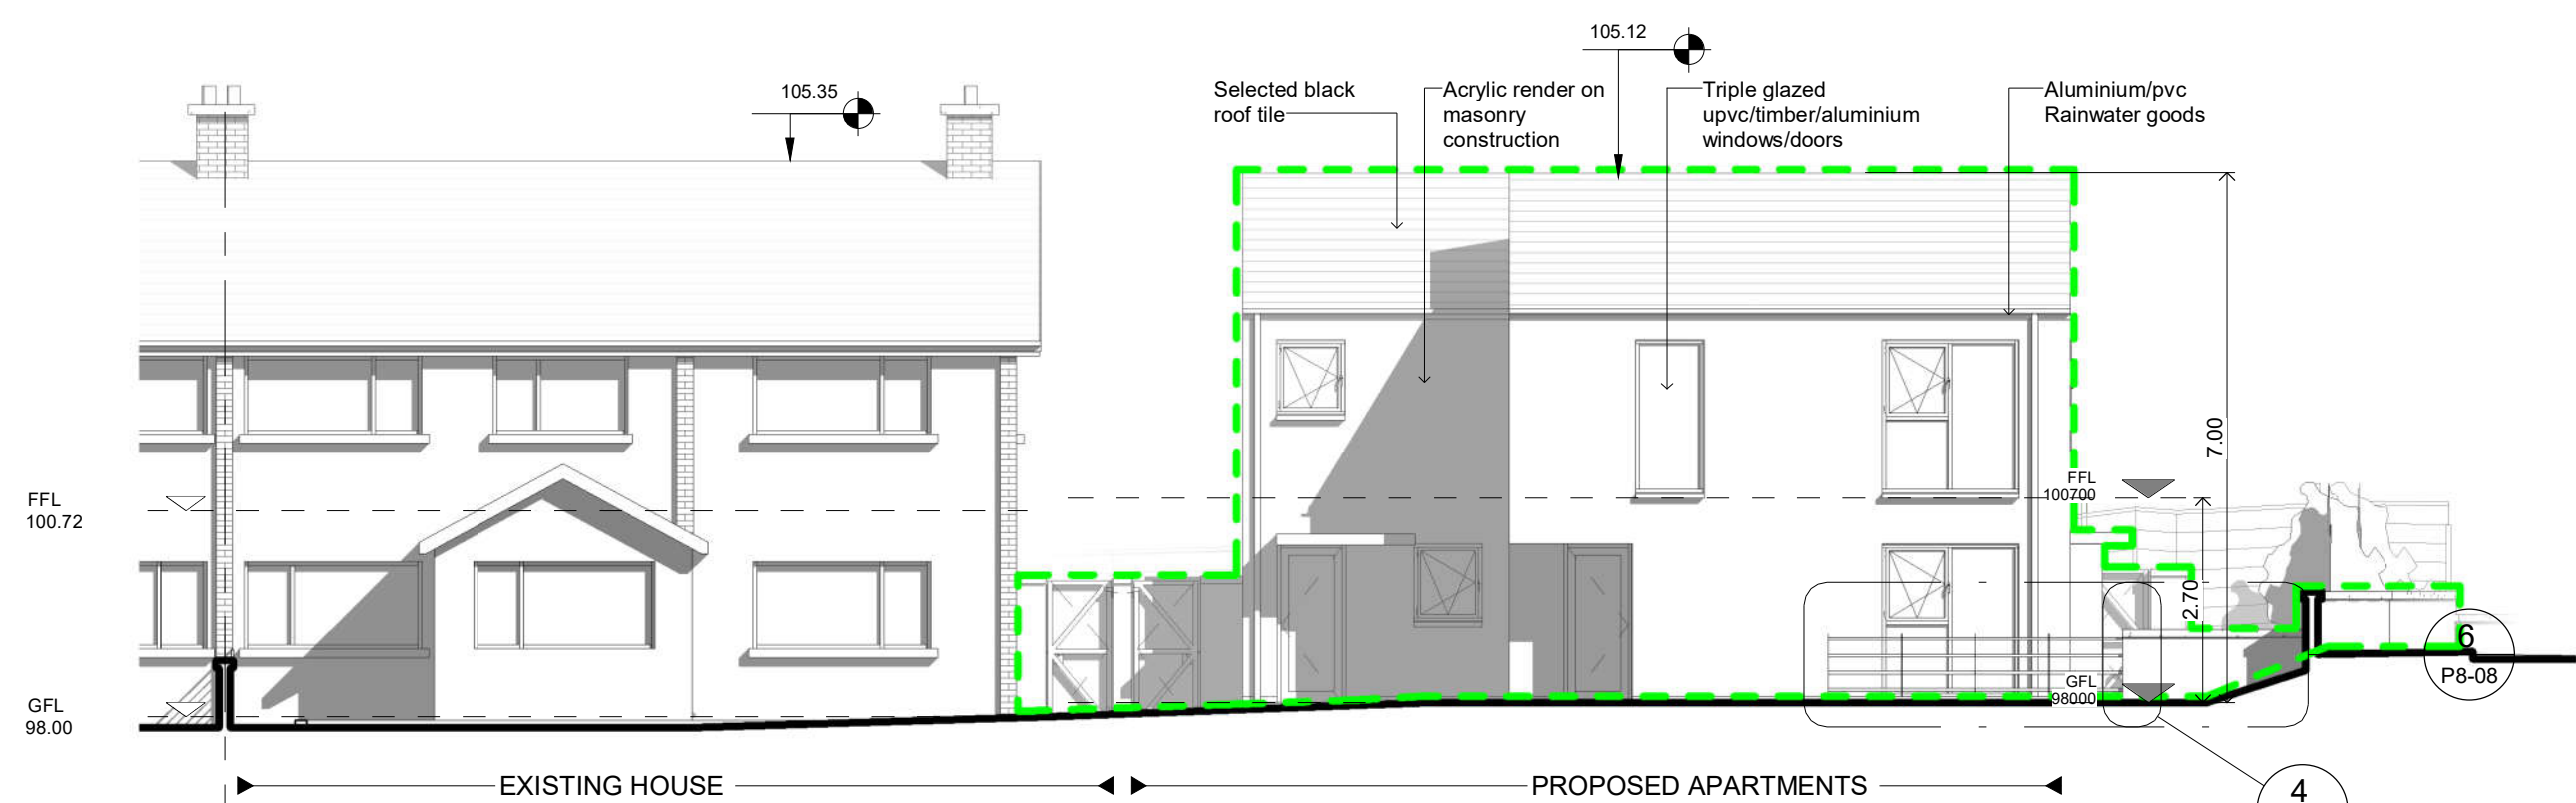 105.12
105.35
Selected black
roof tile
Acrylic render on
masonry
construction
Triple glazed
upvc/timber/aluminium
windows/doors
Aluminium/pvc
Rainwater goods
7.00
FFL
100.72
FFL
100700
2.70
6
P8-08
GFL
98.00
GFL
98000
EXISTING HOUSE
PROPOSED APARTMENTS
4